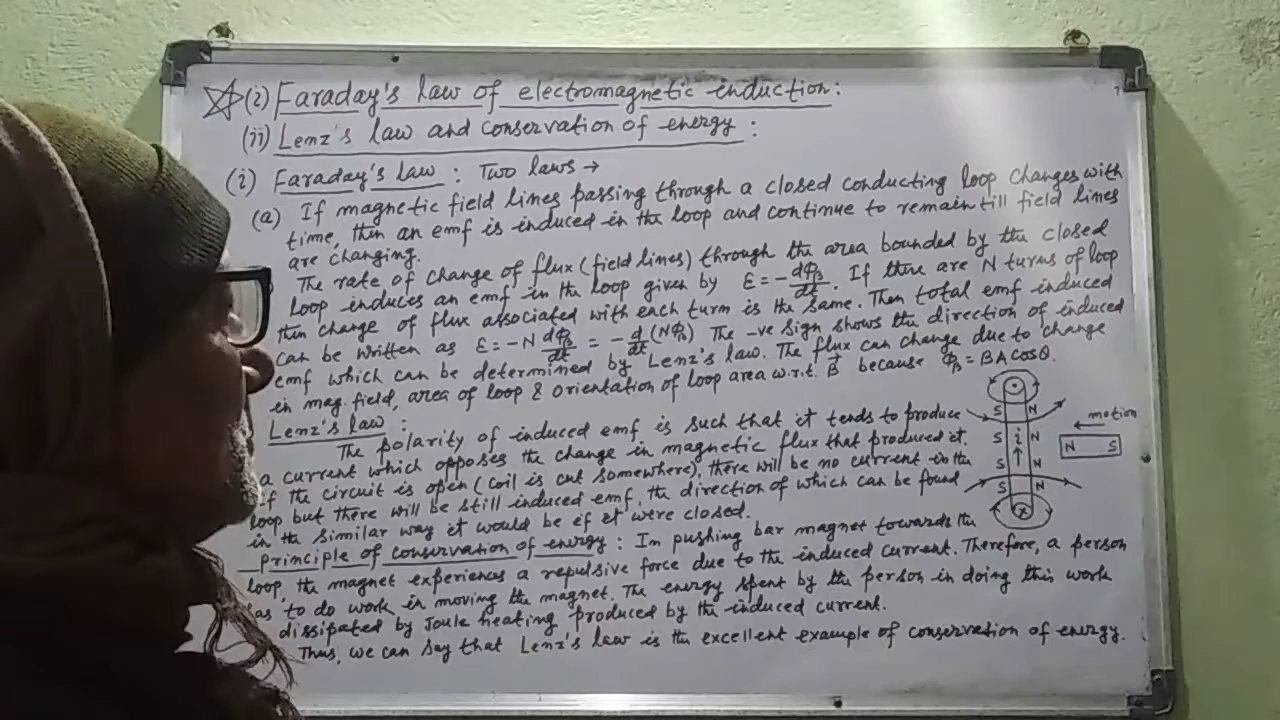 (i) Faraday's law of electromagnetic induction:
(ii) Lenz's law and conservation of energy:
(i) Faraday's law: Two laws →
(a) If magnetic field lines passing through a closed conducting loop changes with
time, then an emf is induced in the loop and continue to remain till field lines
are changing.
The rate of change of flux (field lines) through the area bounded by the closed
loop induces an emf in the loop given by Ɛ = -dΦB/dt. If there are N turns of loop
then change of flux associated with each turn is the same. Then total emf induced
can be written as Ɛ = -N dΦB/dt = -d/dt(NΦB) The -ve sign shows the direction of induced
emf which can be determined by Lenz's law. The flux can change due to change
in mag. field, area of loop & orientation of loop area w.r.t. B⃗ because ΦB = BA cosθ.
Lenz's law:
The polarity of induced emf is such that it tends to produce
a current which opposes the change in magnetic flux that produced it.
If the circuit is open (coil is cut somewhere), there will be no current in the
loop but there will be still induced emf, the direction of which can be found
in the similar way it would be if it were closed.
S N
S i N
S ↑ N
S N
x
motion
←
N S
Principle of conservation of energy: In pushing bar magnet towards the
loop, the magnet experiences a repulsive force due to the induced current. Therefore, a person
has to do work in moving the magnet. The energy spent by the person in doing this work
dissipated by Joule heating produced by the induced current.
Thus, we can say that Lenz's law is the excellent example of conservation of energy.